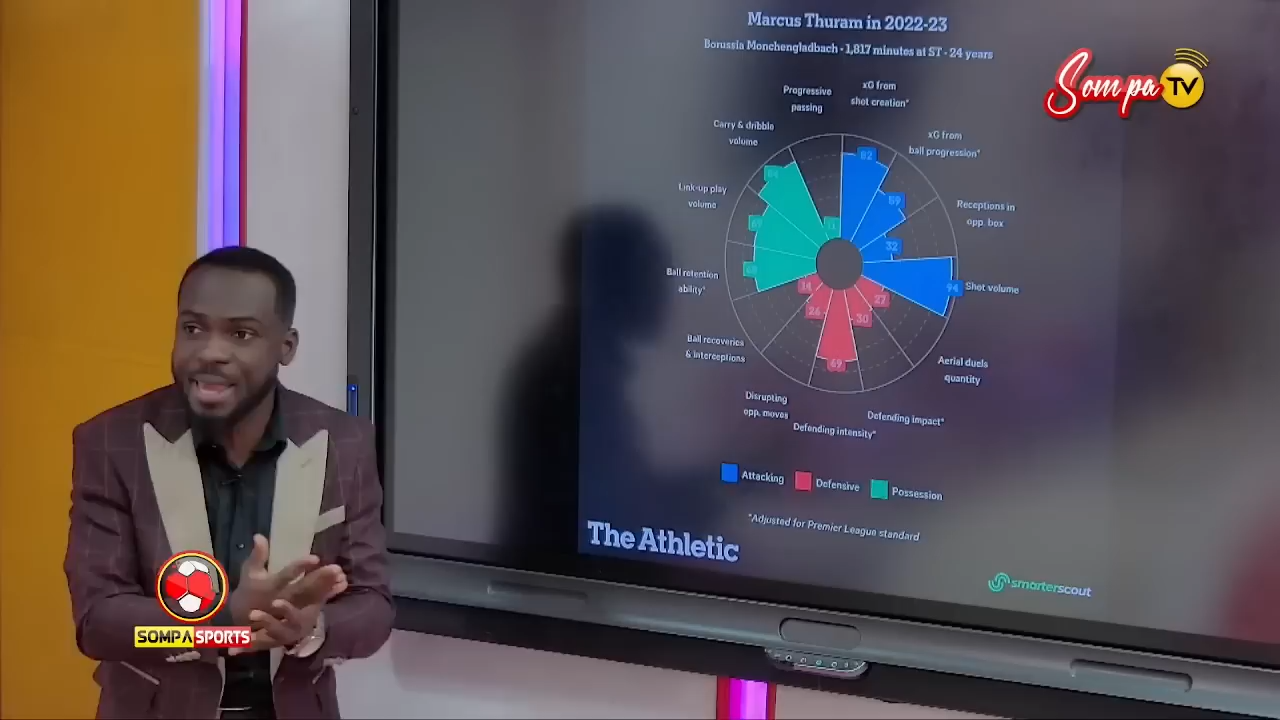 Marcus Thuram in 2022-23
Borussia Monchengladbach - 1,817 minutes at ST - 24 years
Sompa TV
Progressive
passing
xG from
shot creation*
Carry & dribble
volume
xG from
ball progression*
82
Link-up play
volume
59
Receptions in
opp. box
32
Ball retention
ability*
14
27
94
Shot volume
26
30
Ball recoveries
& interceptions
69
Aerial duels
quantity
Disrupting
opp. moves
Defending impact*
Defending intensity*
Attacking
Defensive
Possession
*Adjusted for Premier League standard
The Athletic
smarterscout
SOMPA SPORTS